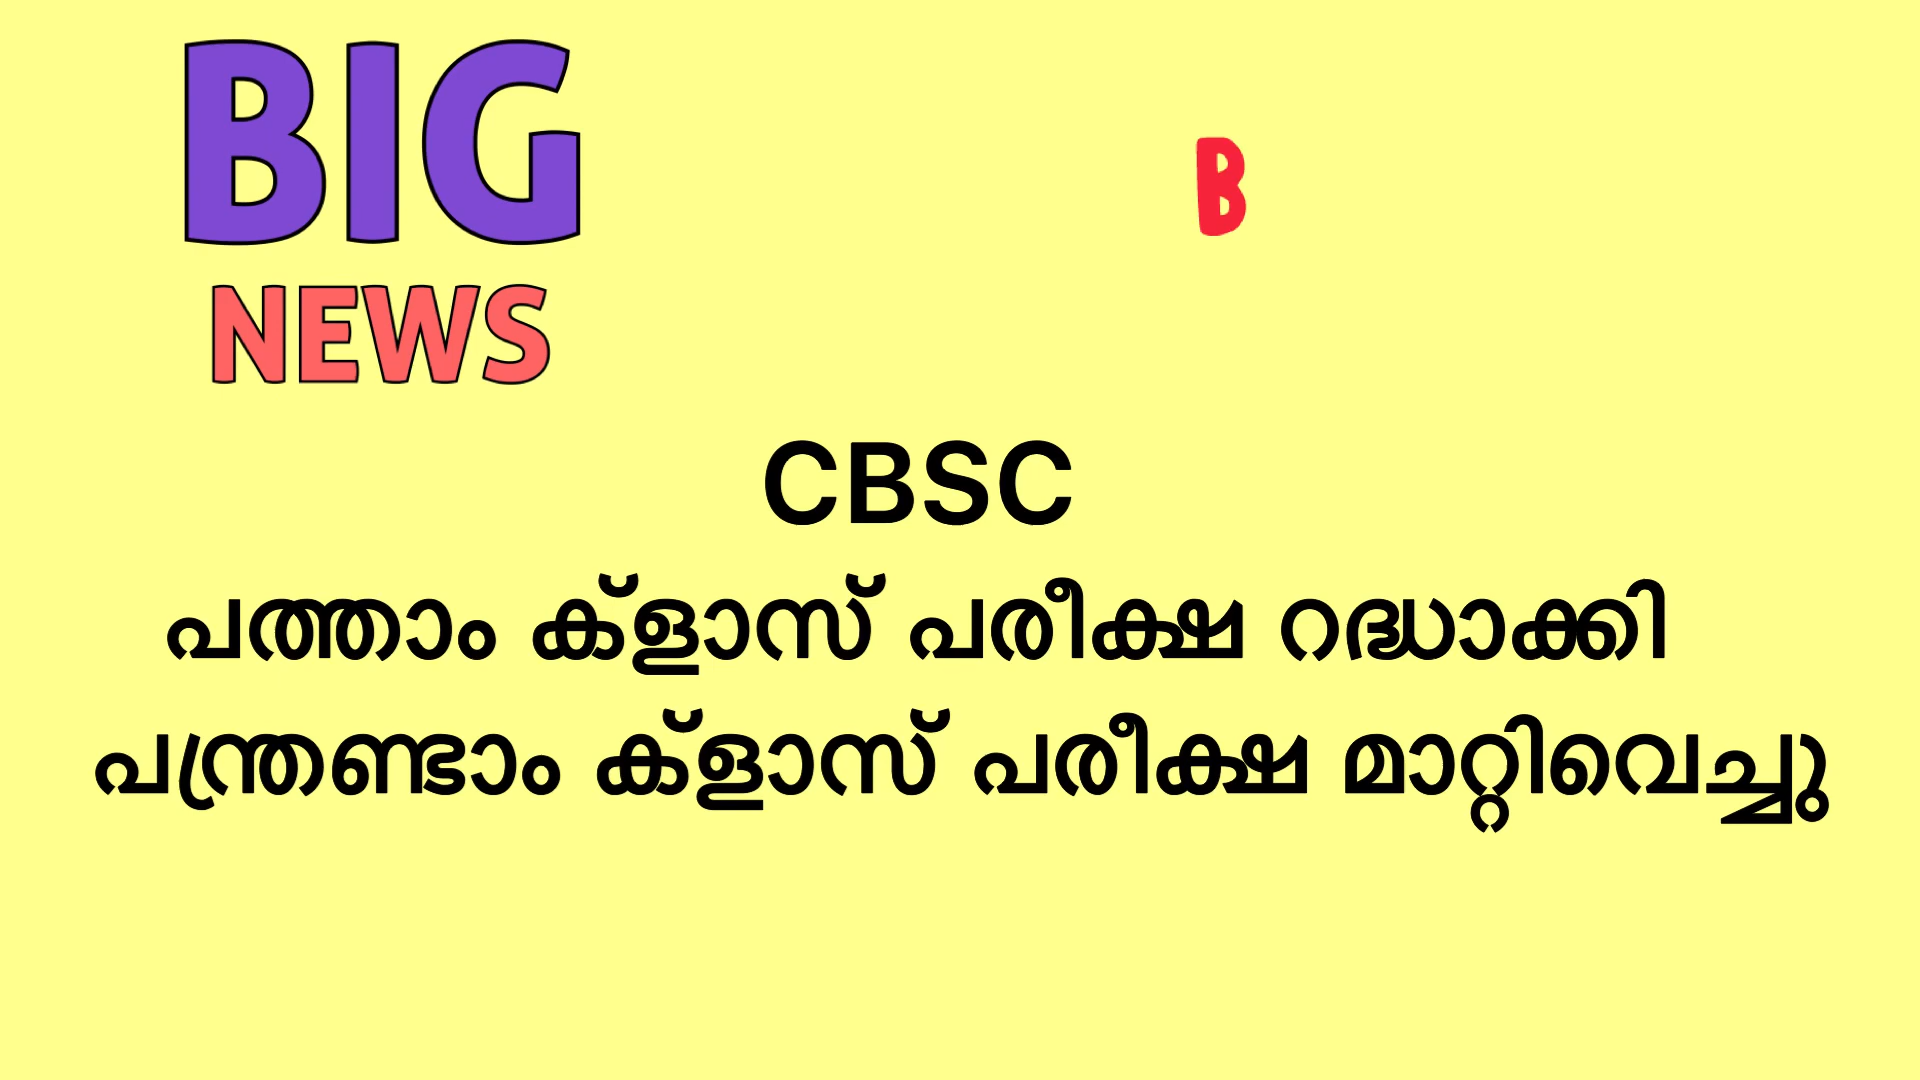 BIG
NEWS
B
CBSC
പത്താം ക്ളാസ് പരീക്ഷ റദ്ധാക്കി
പന്ത്രണ്ടാം ക്ളാസ് പരീക്ഷ മാറ്റിവെച്ചു